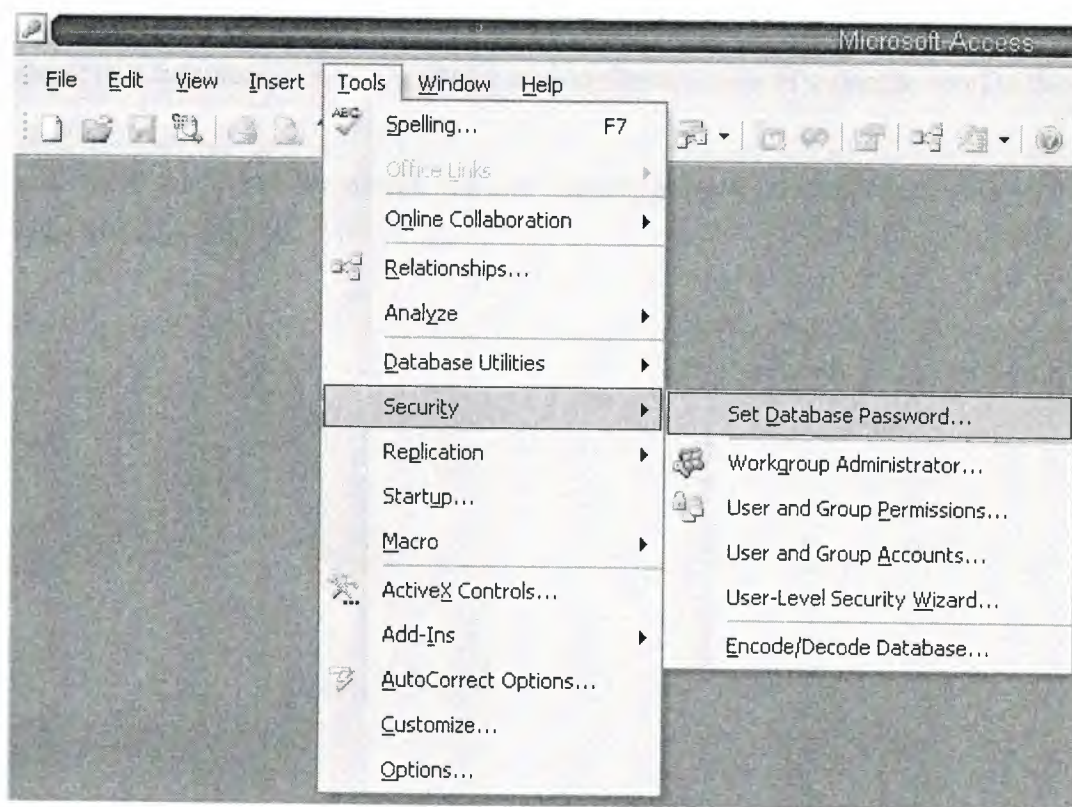 Microsoft Access
File Edit View Insert Tools Window Help
Spelling... F7
Office Links
Online Collaboration
Relationships...
Analyze
Database Utilities
Security
Replication
Startup...
Macro
ActiveX Controls...
Add-Ins
AutoCorrect Options...
Customize...
Options...
Set Database Password...
Workgroup Administrator...
User and Group Permissions...
User and Group Accounts...
User-Level Security Wizard...
Encode/Decode Database...